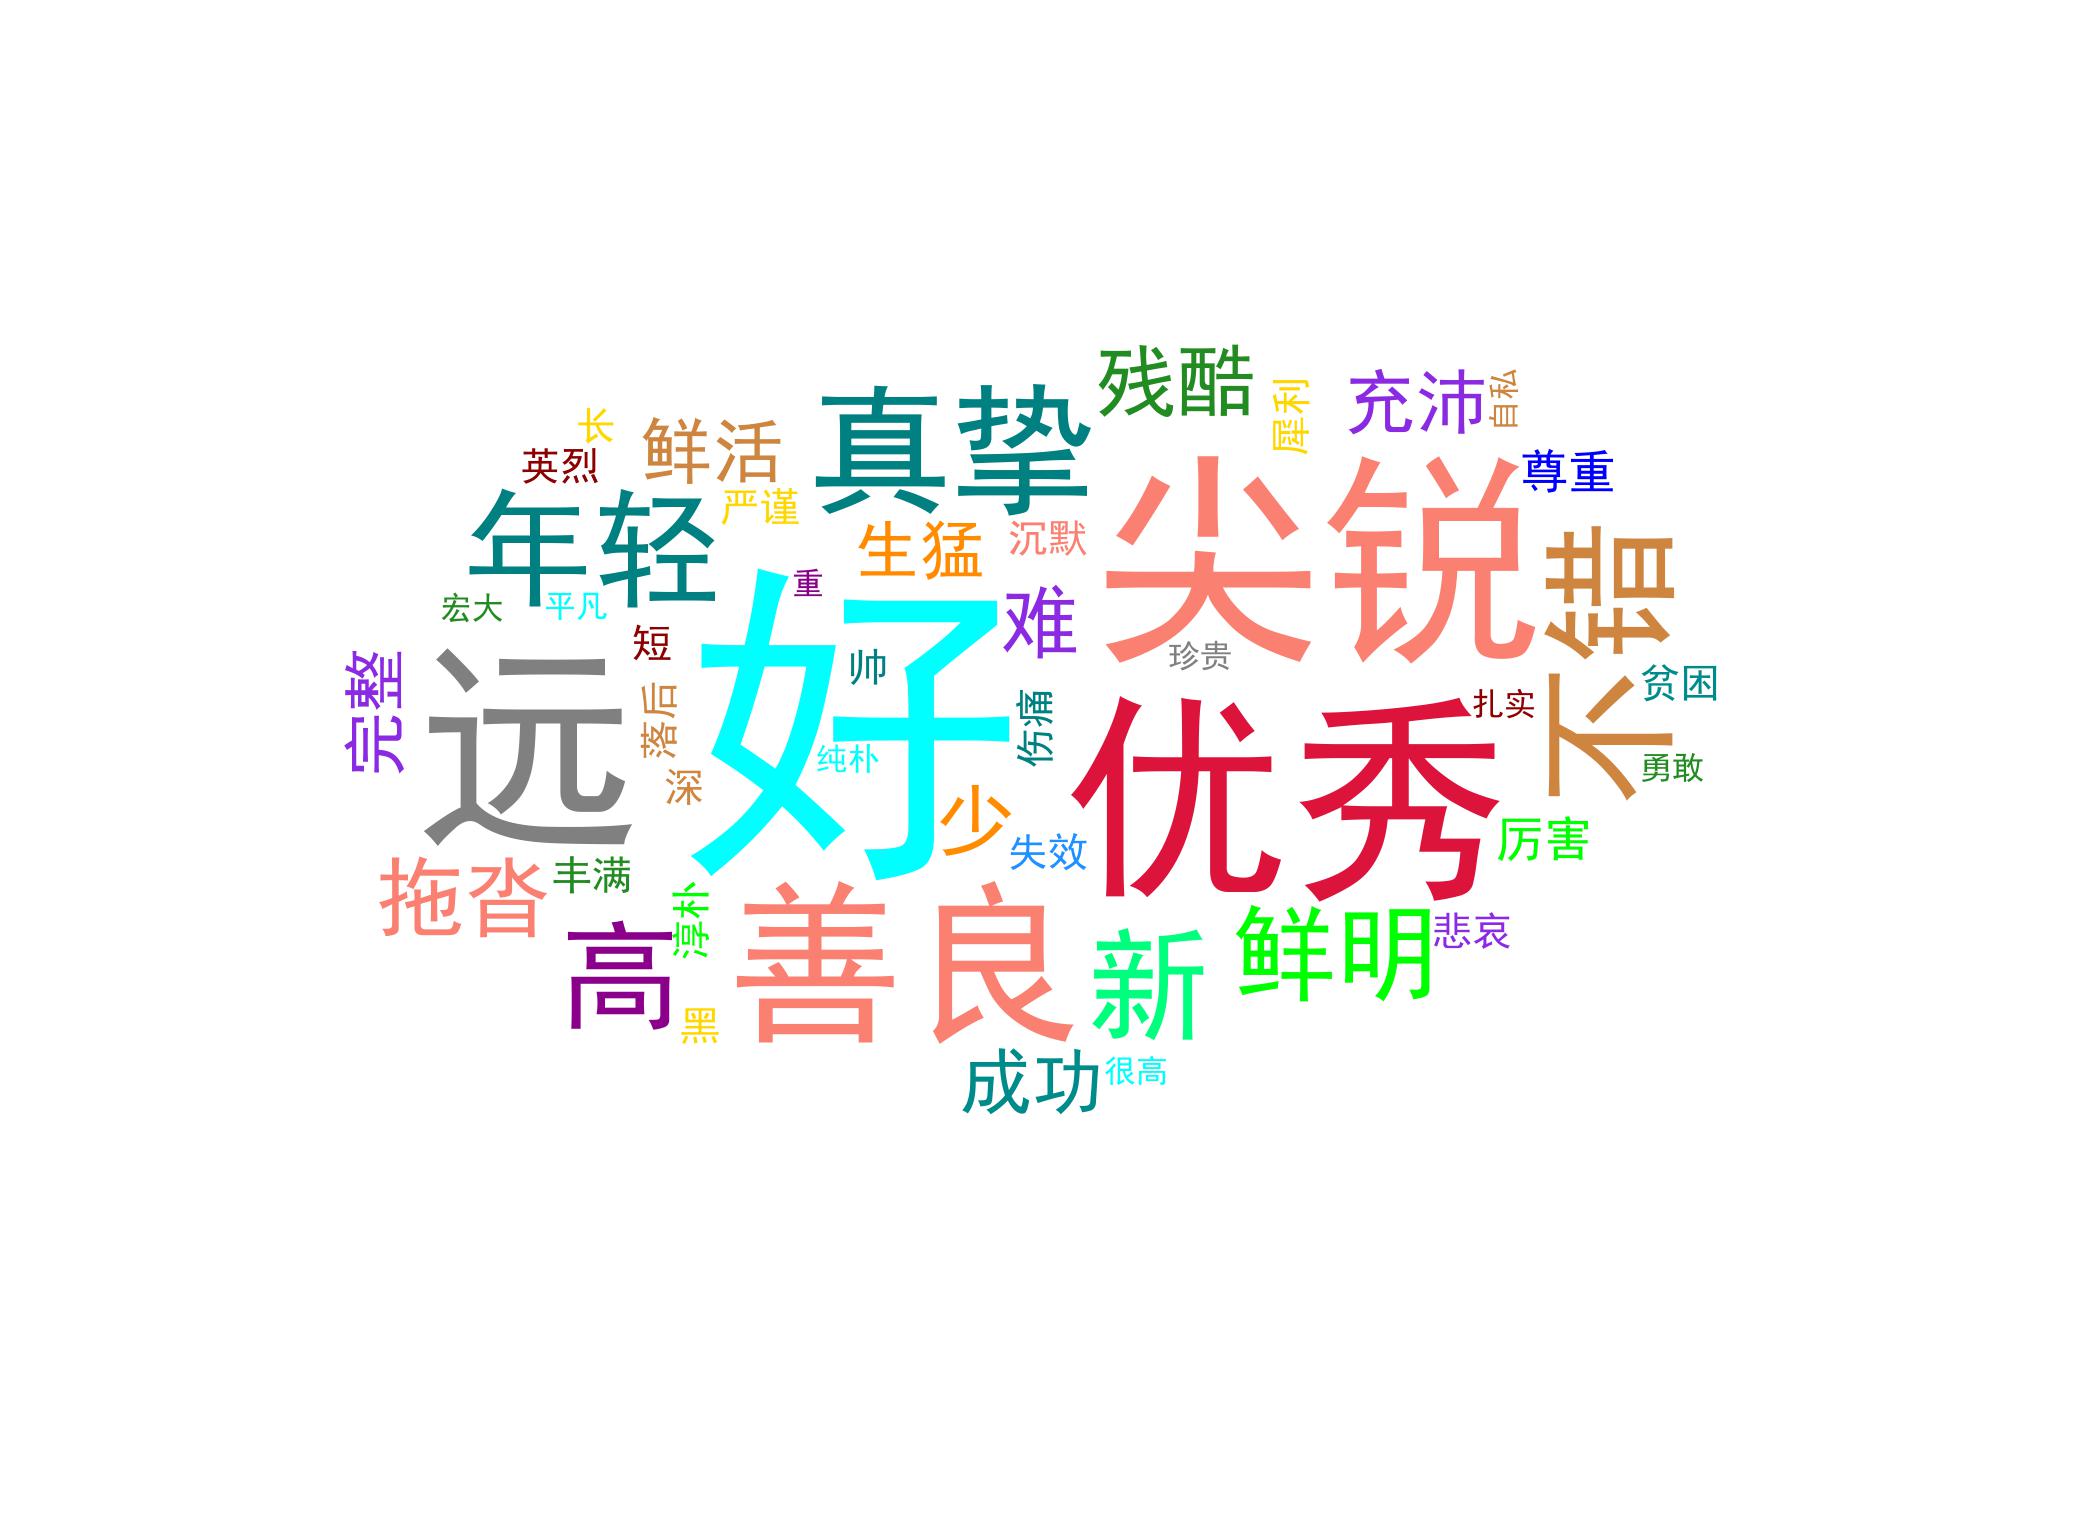 残酷
充沛
自私
犀利
真挚
长
鲜活
英烈
尊重
尖锐
年轻
严谨
生猛
沉默
不错
重
难
宏大
平凡
短
好
帅
珍贵
完整
远
落后
伤痛
贫困
扎实
优秀
纯朴
勇敢
深
少
失效
厉害
拖沓
丰满
淳朴
善良
鲜明
悲哀
高
新
黑
成功
很高